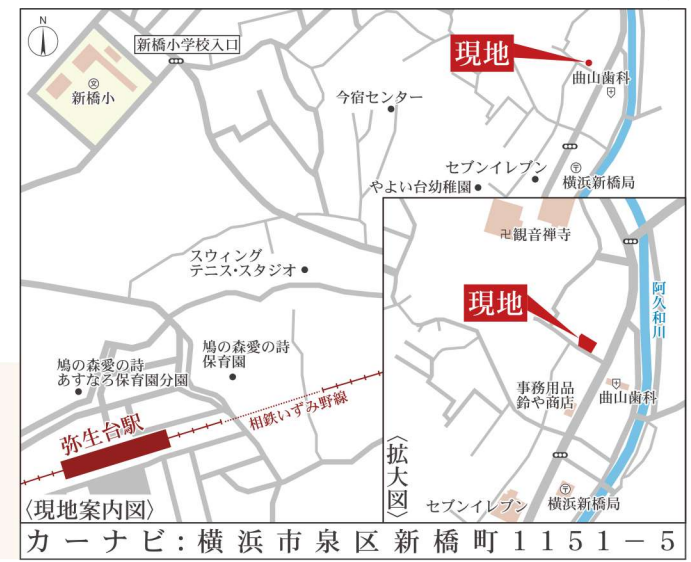 N
新橋小学校入口
現地
曲山歯科
新橋小
今宿センター
セブンイレブン
横浜新橋局
やよい台幼稚園
卍観音禅寺
スウィング
テニス・スタジオ
阿久和川
現地
鳩の森愛の詩
保育園
鳩の森愛の詩
あすなろ保育園分園
事務用品
鈴や商店
曲山歯科
相鉄いずみ野線
弥生台駅
〈拡大図〉
セブンイレブン
横浜新橋局
〈現地案内図〉
カーナビ:横浜市泉区新橋町1151-5